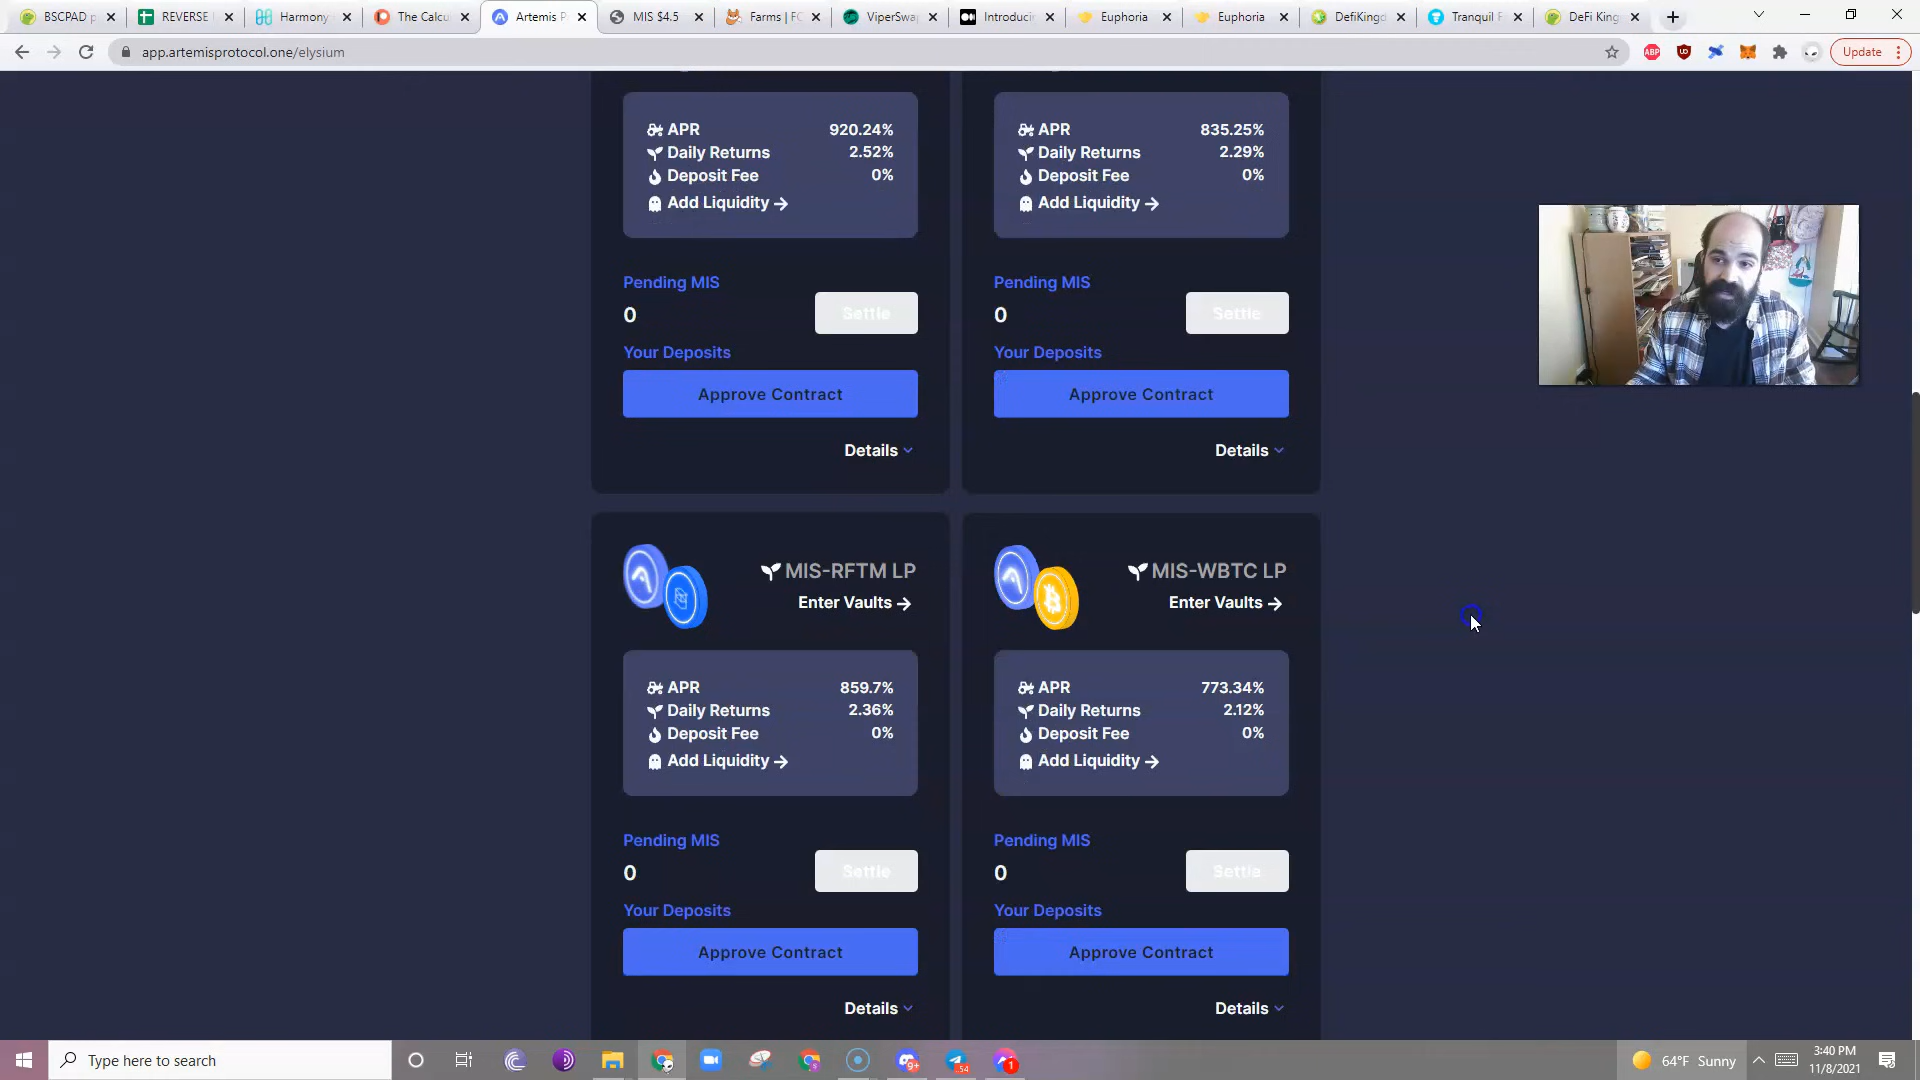 BSCPAD p
REVERSE
Harmony
The Calcu
Artemis P
MIS $4.5
Farms | FO
ViperSwa
Introducin
Euphoria
Euphoria
DefiKingd
Tranquil F
DeFi King
app.artemisprotocol.one/elysium
ABP
Update
APR 920.24%
Daily Returns 2.52%
Deposit Fee 0%
Add Liquidity
Pending MIS
0 Settle
Your Deposits
Approve Contract
Details
APR 835.25%
Daily Returns 2.29%
Deposit Fee 0%
Add Liquidity
Pending MIS
0 Settle
Your Deposits
Approve Contract
Details
MIS-RFTM LP
Enter Vaults
APR 859.7%
Daily Returns 2.36%
Deposit Fee 0%
Add Liquidity
Pending MIS
0 Settle
Your Deposits
Approve Contract
Details
MIS-WBTC LP
Enter Vaults
APR 773.34%
Daily Returns 2.12%
Deposit Fee 0%
Add Liquidity
Pending MIS
0 Settle
Your Deposits
Approve Contract
Details
Type here to search
9+
54
1
64°F Sunny
3:40 PM
11/8/2021